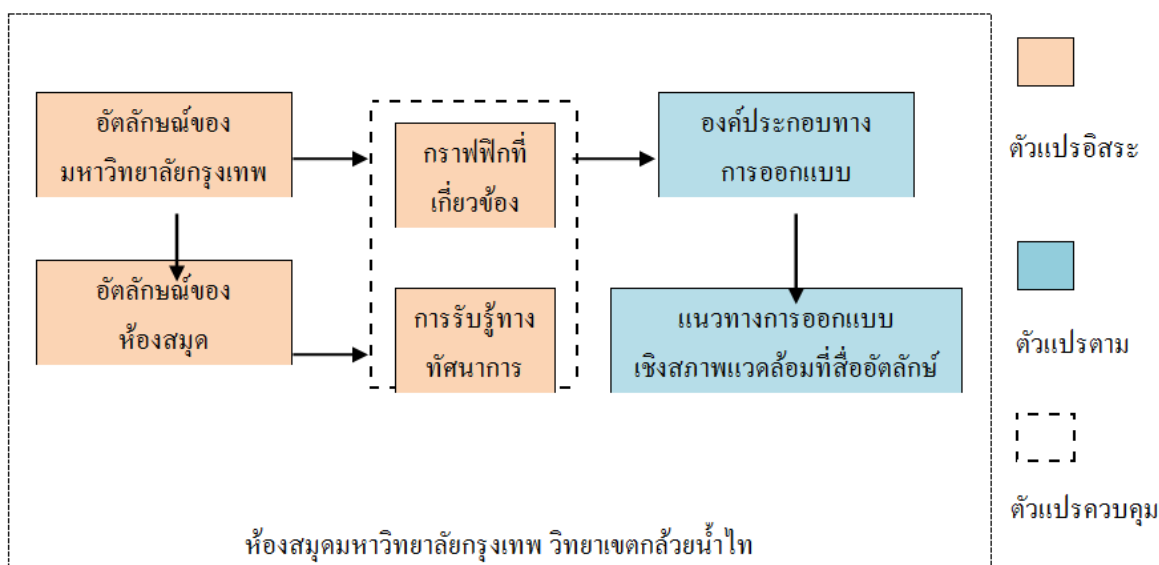 อัตลักษณ์ของ
มหาวิทยาลัยกรุงเทพ
อัตลักษณ์ของ
ห้องสมุด
กราฟฟิกที่
เกี่ยวข้อง
การรับรู้ทาง
ทัศนาการ
องค์ประกอบทาง
การออกแบบ
แนวทางการออกแบบ
เชิงสภาพแวดล้อมที่สื่ออัตลักษ์
ห้องสมุดมหาวิทยาลัยกรุงเทพ วิทยาเขตกล้วยน้ำไท
ตัวแปรอิสระ
ตัวแปรตาม
ตัวแปรควบคุม